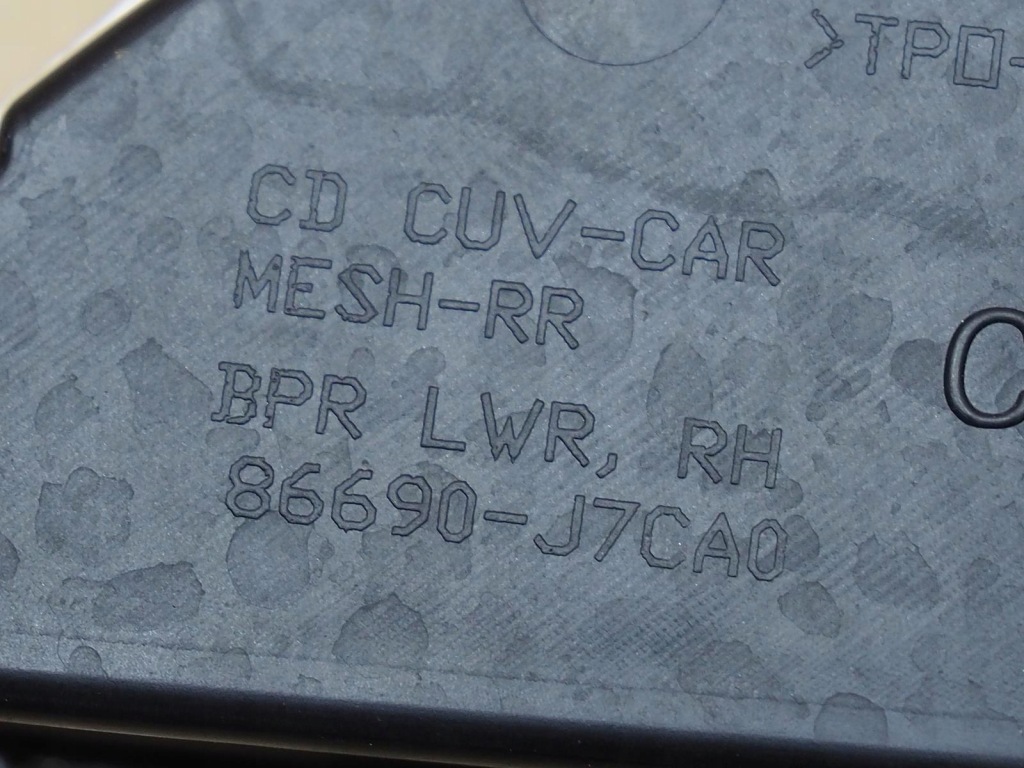 >TPO-
CD CUV-CAR
MESH-RR
BPR LWR, RH
86690-J7CA0